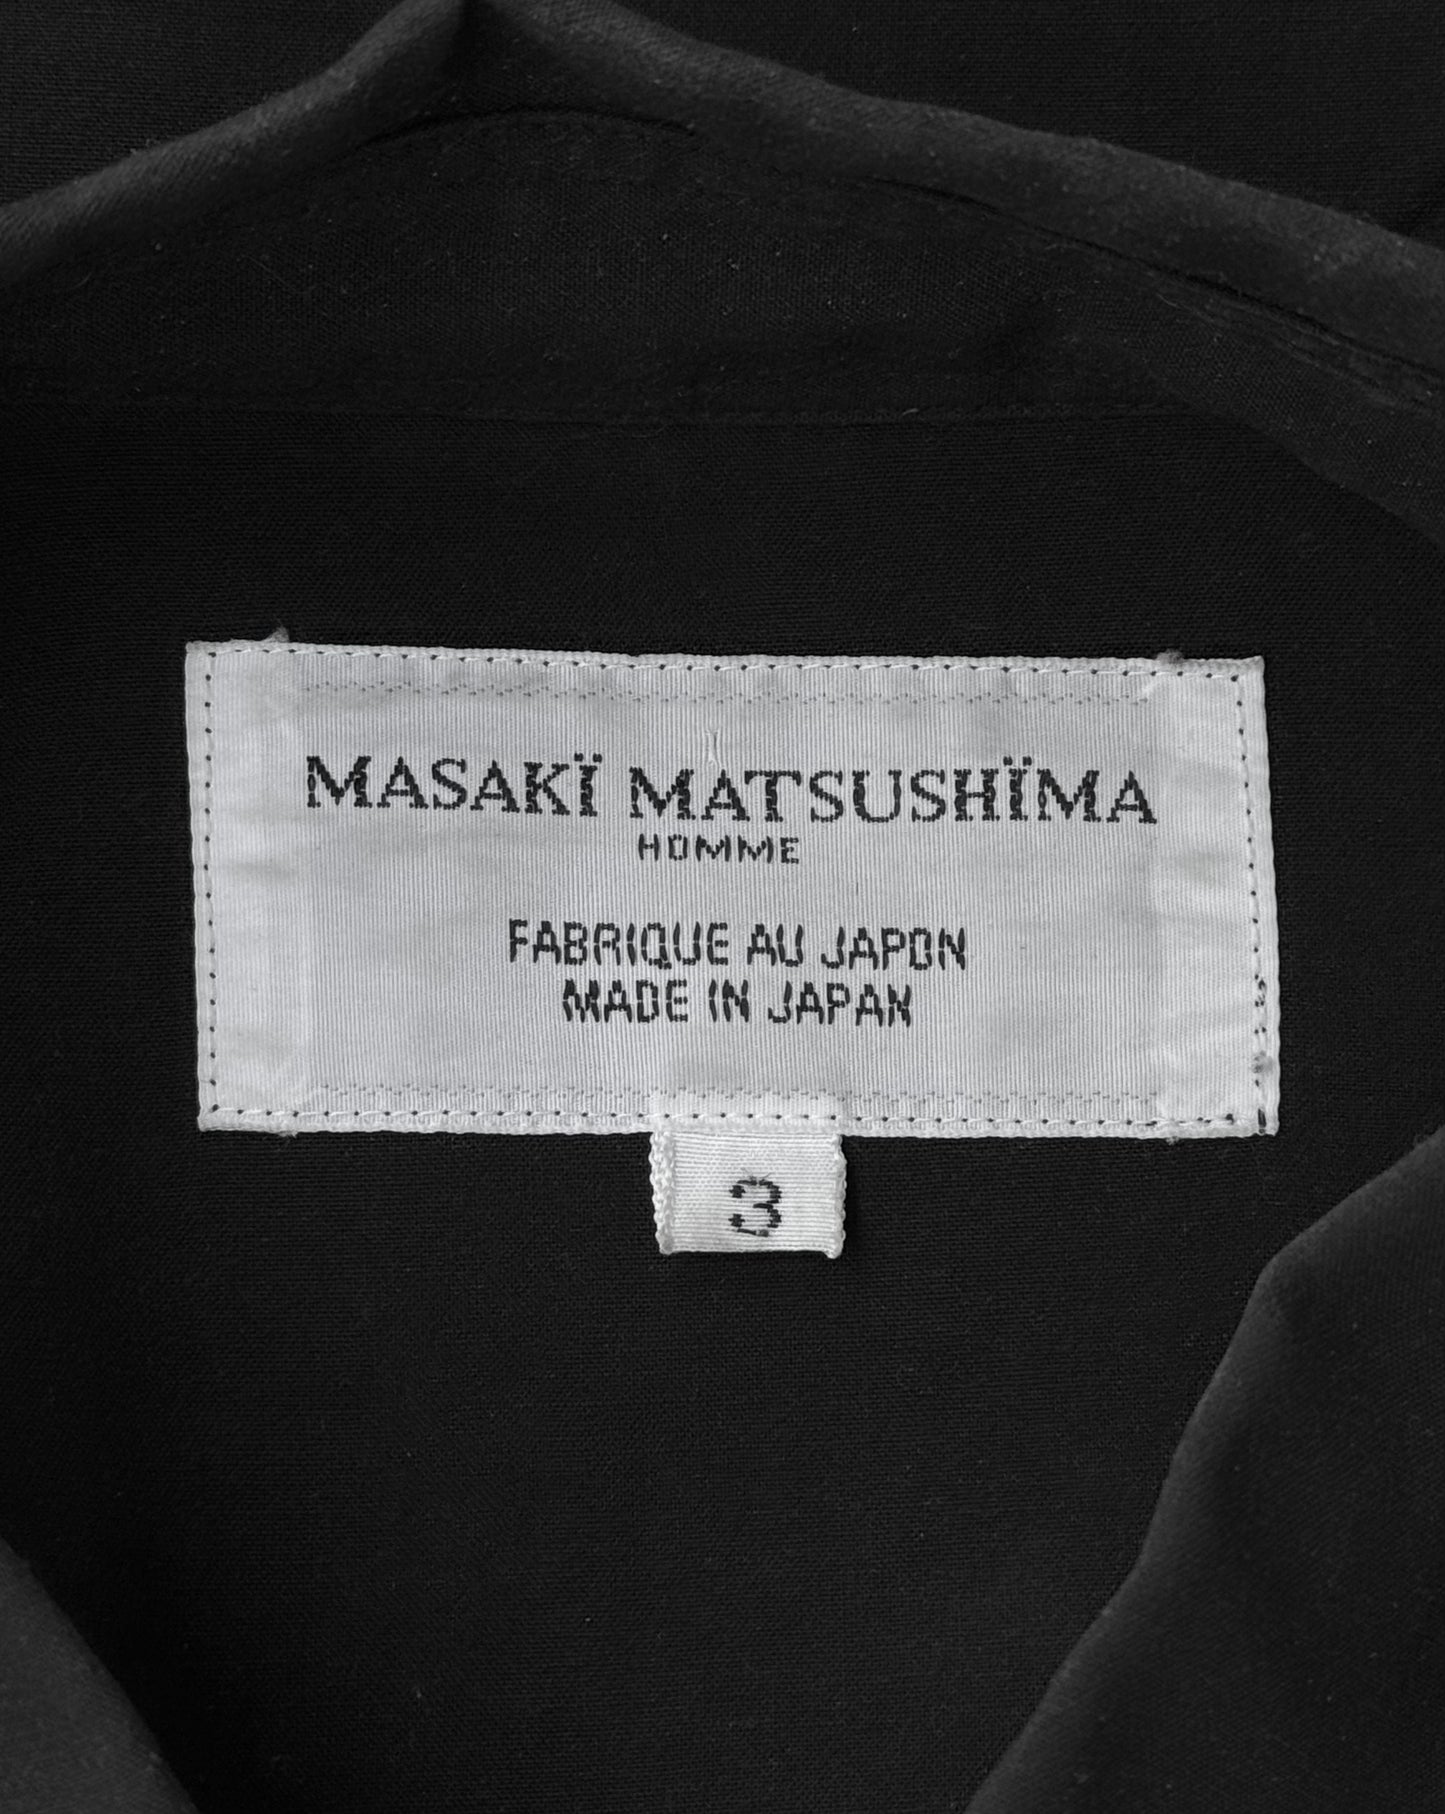 MASAKÏ MATSUSHÏMA
HOMME
FABRIQUE AU JAPON
MADE IN JAPAN
3